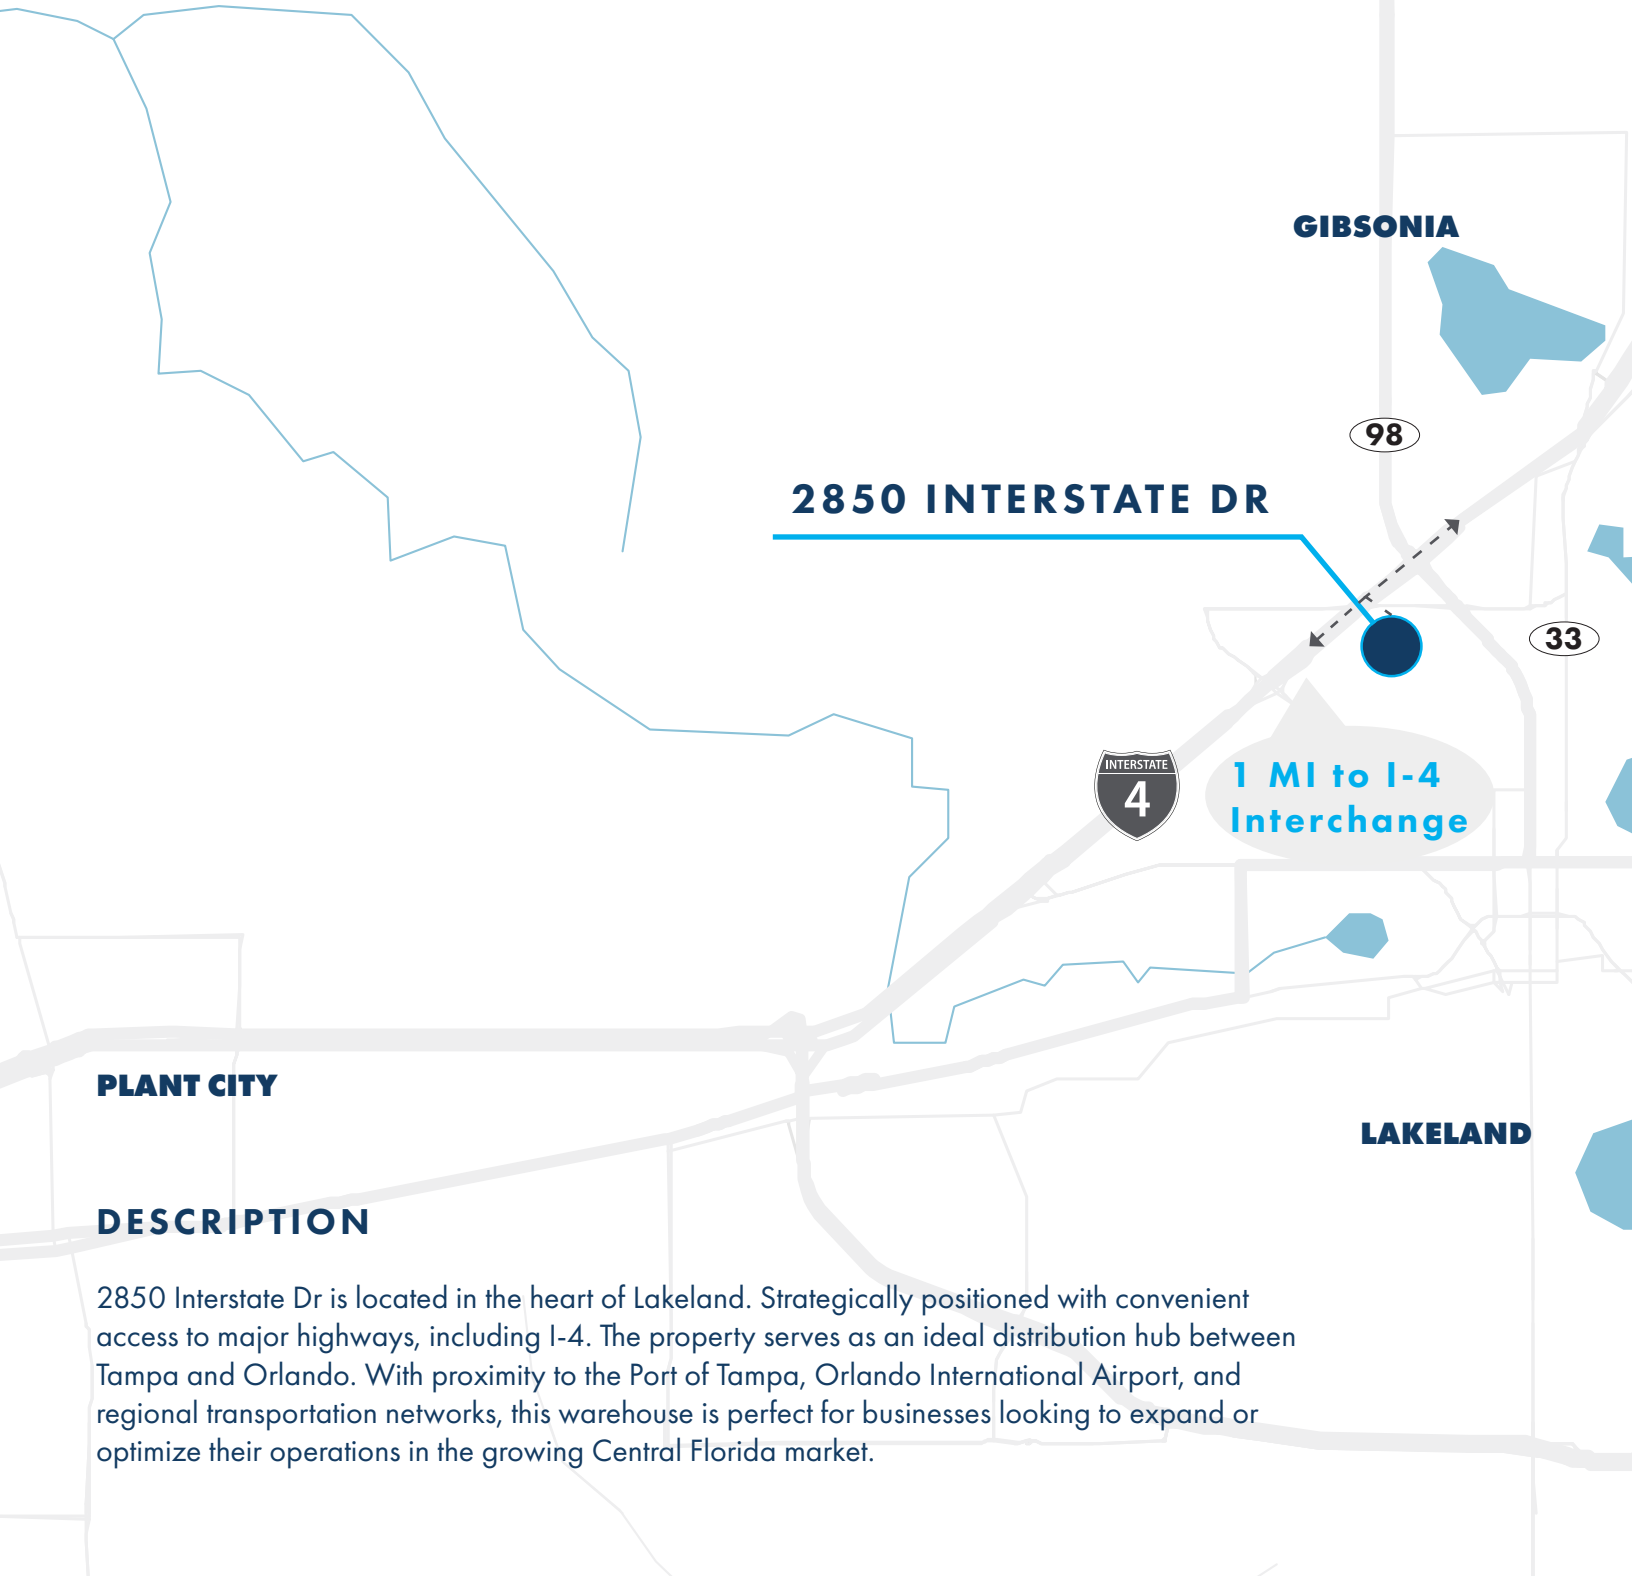 GIBSONIA
98
2850 INTERSTATE DR
33
INTERSTATE
4
1 MI to I-4
Interchange
PLANT CITY
LAKELAND
DESCRIPTION
2850 Interstate Dr is located in the heart of Lakeland. Strategically positioned with convenient
access to major highways, including I-4. The property serves as an ideal distribution hub between
Tampa and Orlando. With proximity to the Port of Tampa, Orlando International Airport, and
regional transportation networks, this warehouse is perfect for businesses looking to expand or
optimize their operations in the growing Central Florida market.